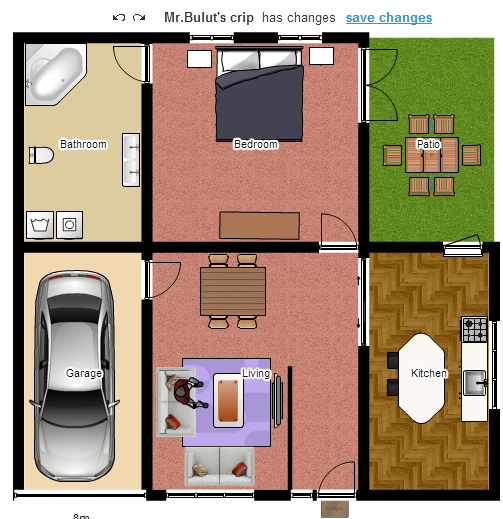 Mr.Bulut's crip has changes save changes
Bathroom
Bedroom
Patio
Garage
Living
Kitchen
8m